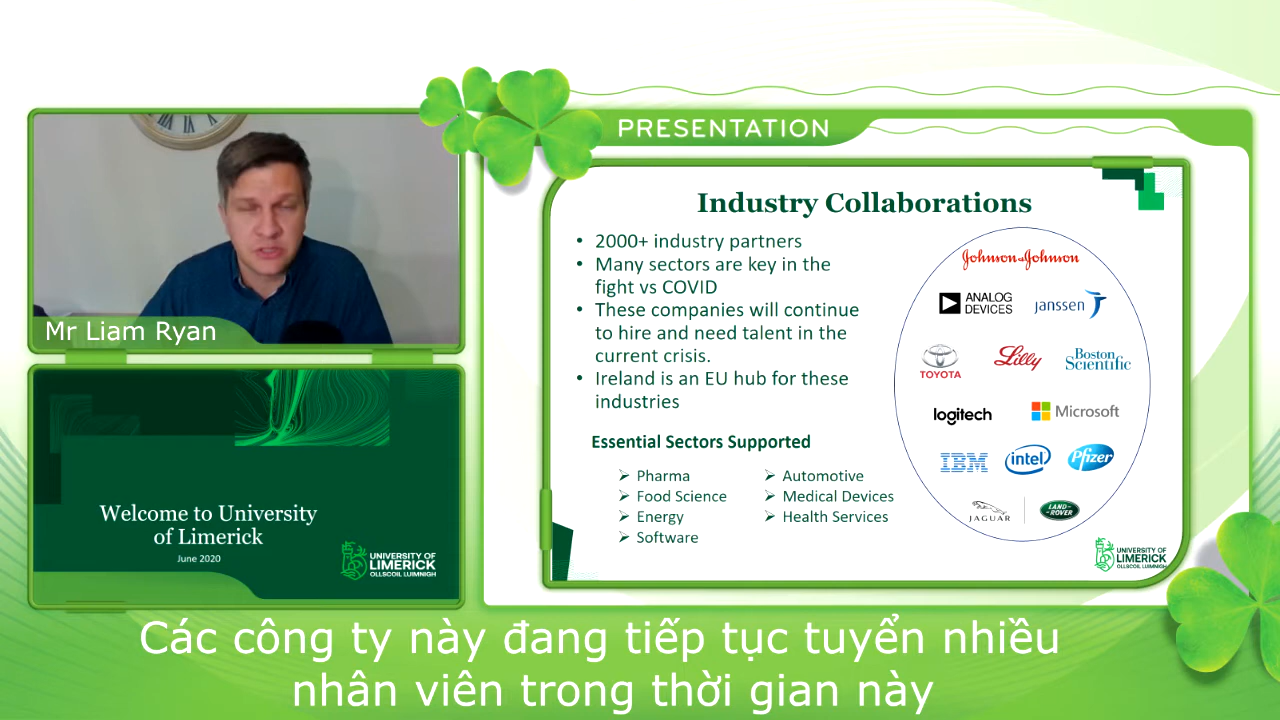 PRESENTATION
Mr Liam Ryan
Welcome to University
of Limerick
June 2020
UNIVERSITY OF
LIMERICK
OLLSCOIL LUIMNIGH
Industry Collaborations
• 2000+ industry partners
• Many sectors are key in the
fight vs COVID
• These companies will continue
to hire and need talent in the
current crisis.
• Ireland is an EU hub for these
industries
Essential Sectors Supported
➢ Pharma
➢ Food Science
➢ Energy
➢ Software
➢ Automotive
➢ Medical Devices
➢ Health Services
Johnson & Johnson
ANALOG
DEVICES
janssen
TOYOTA
Lilly
Boston
Scientific
logitech
Microsoft
IBM
intel
Pfizer
JAGUAR
LAND-
ROVER
UNIVERSITY OF
LIMERICK
OLLSCOIL LUIMNIGH
Các công ty này đang tiếp tục tuyển nhiều
nhân viên trong thời gian này